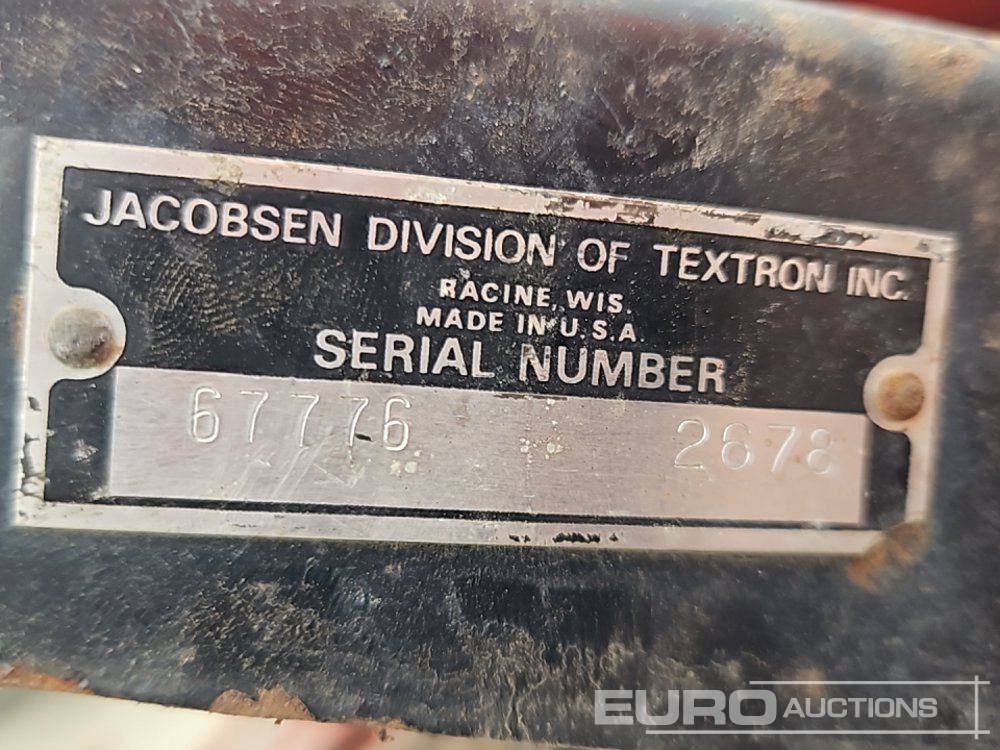 JACOBSEN DIVISION OF TEXTRON INC.
RACINE, WIS.
MADE IN U.S.A.
SERIAL NUMBER
67776 2678
EURO AUCTIONS